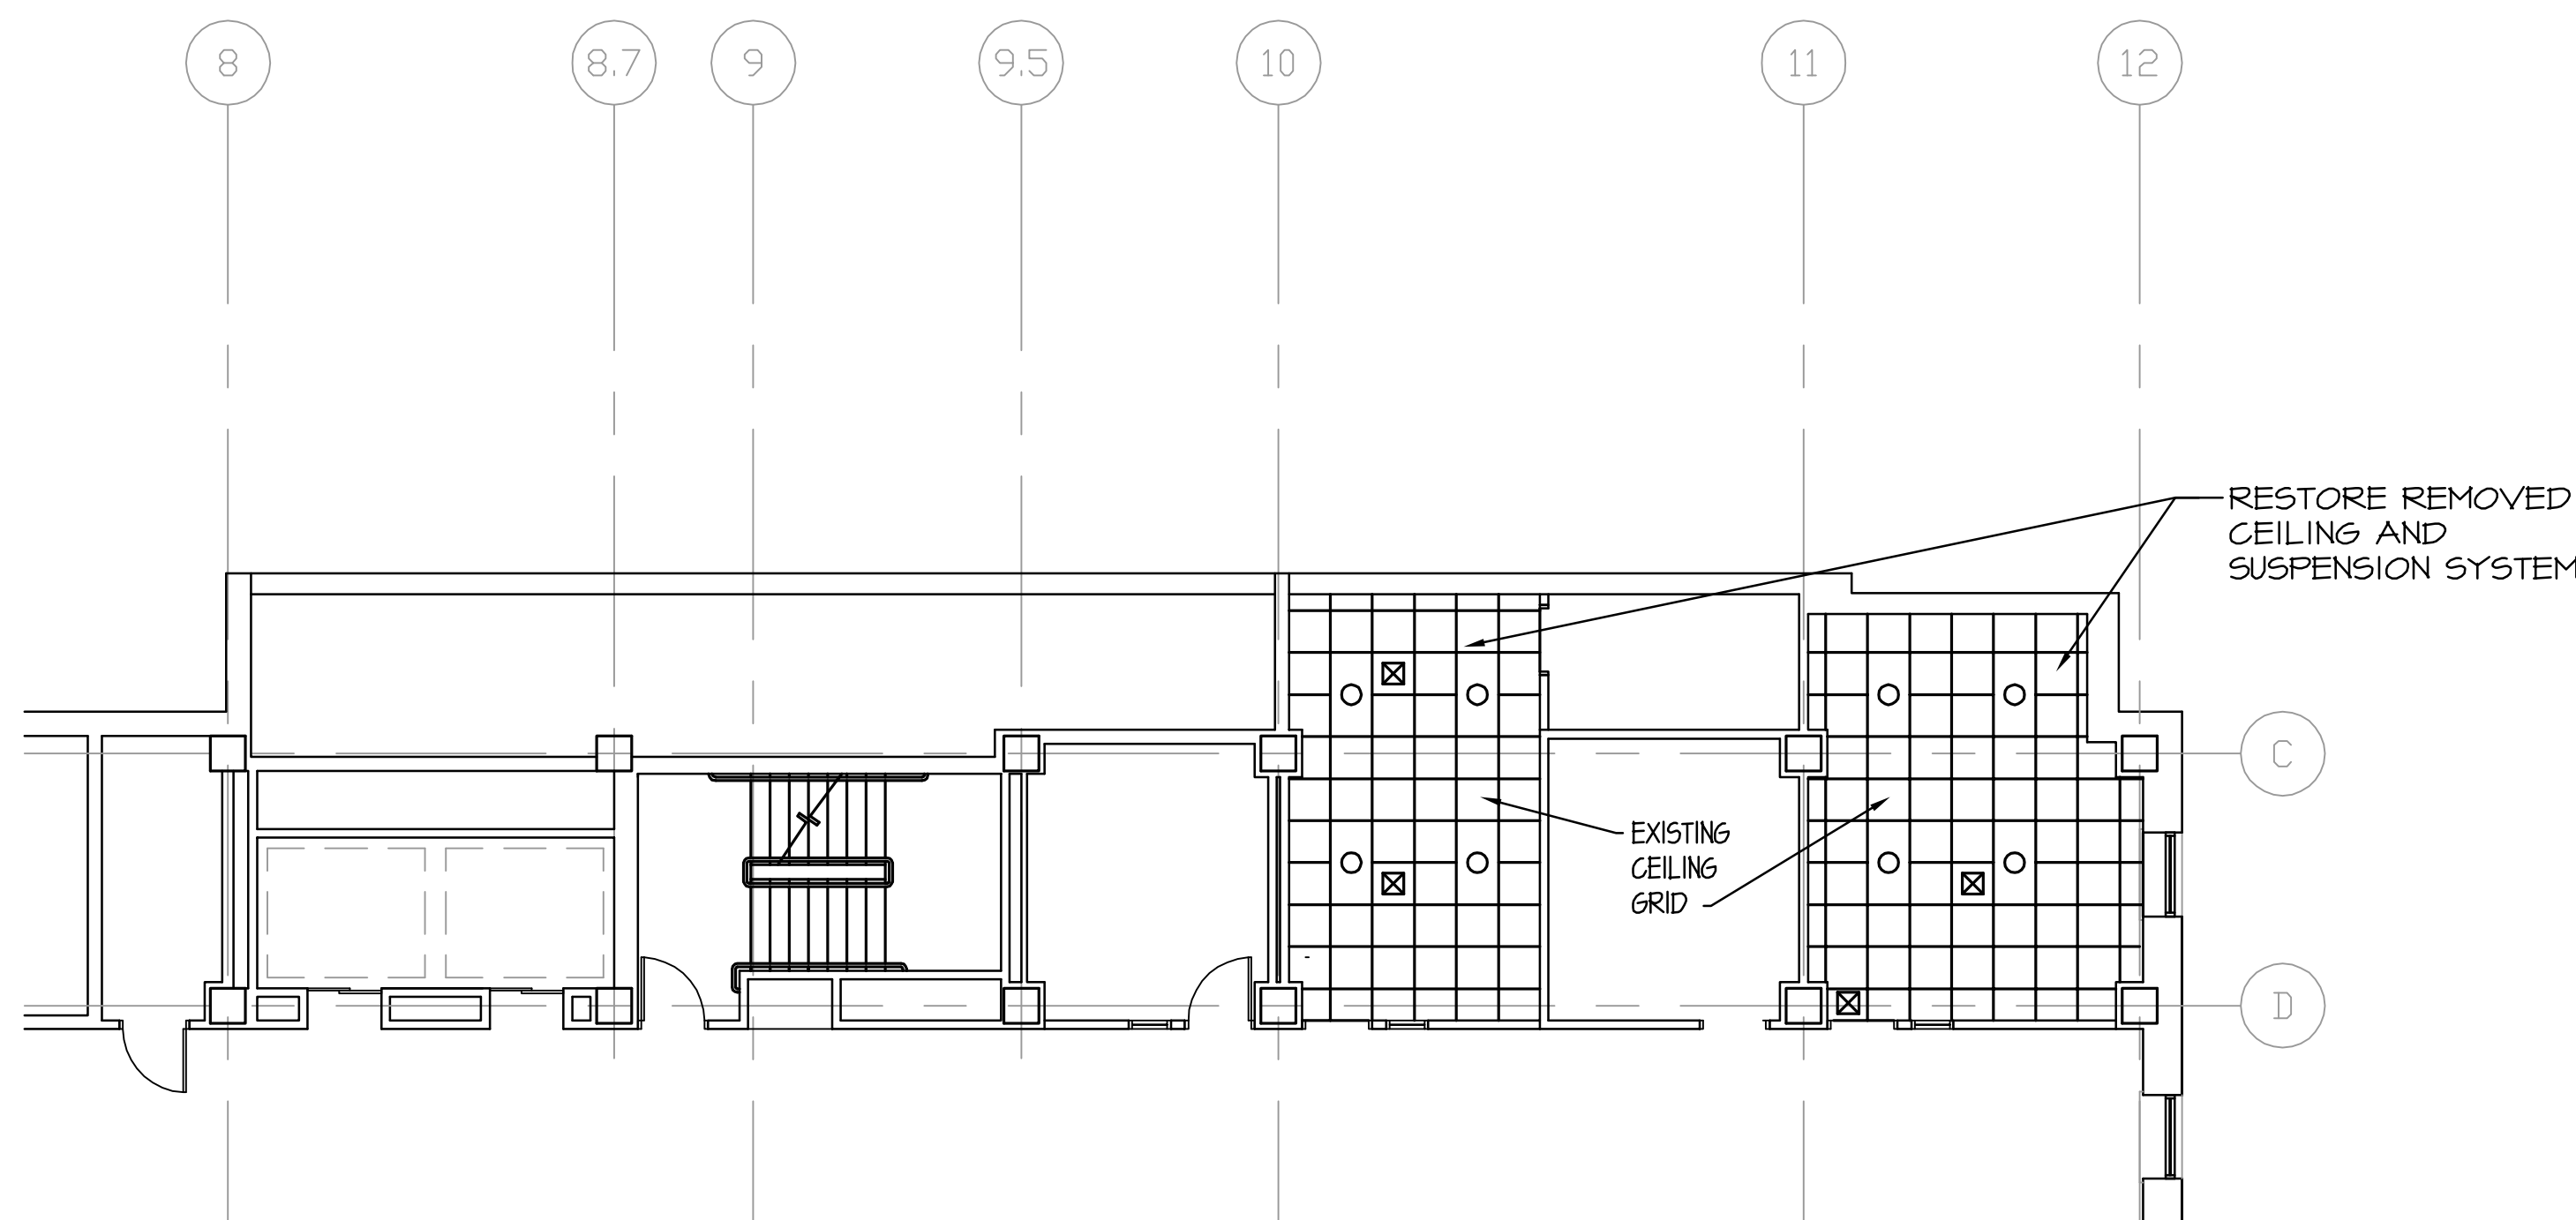 8 8.7 9 9.5 10 11 12
RESTORE REMOVED
CEILING AND
SUSPENSION SYSTEM
C
EXISTING
CEILING
GRID
D